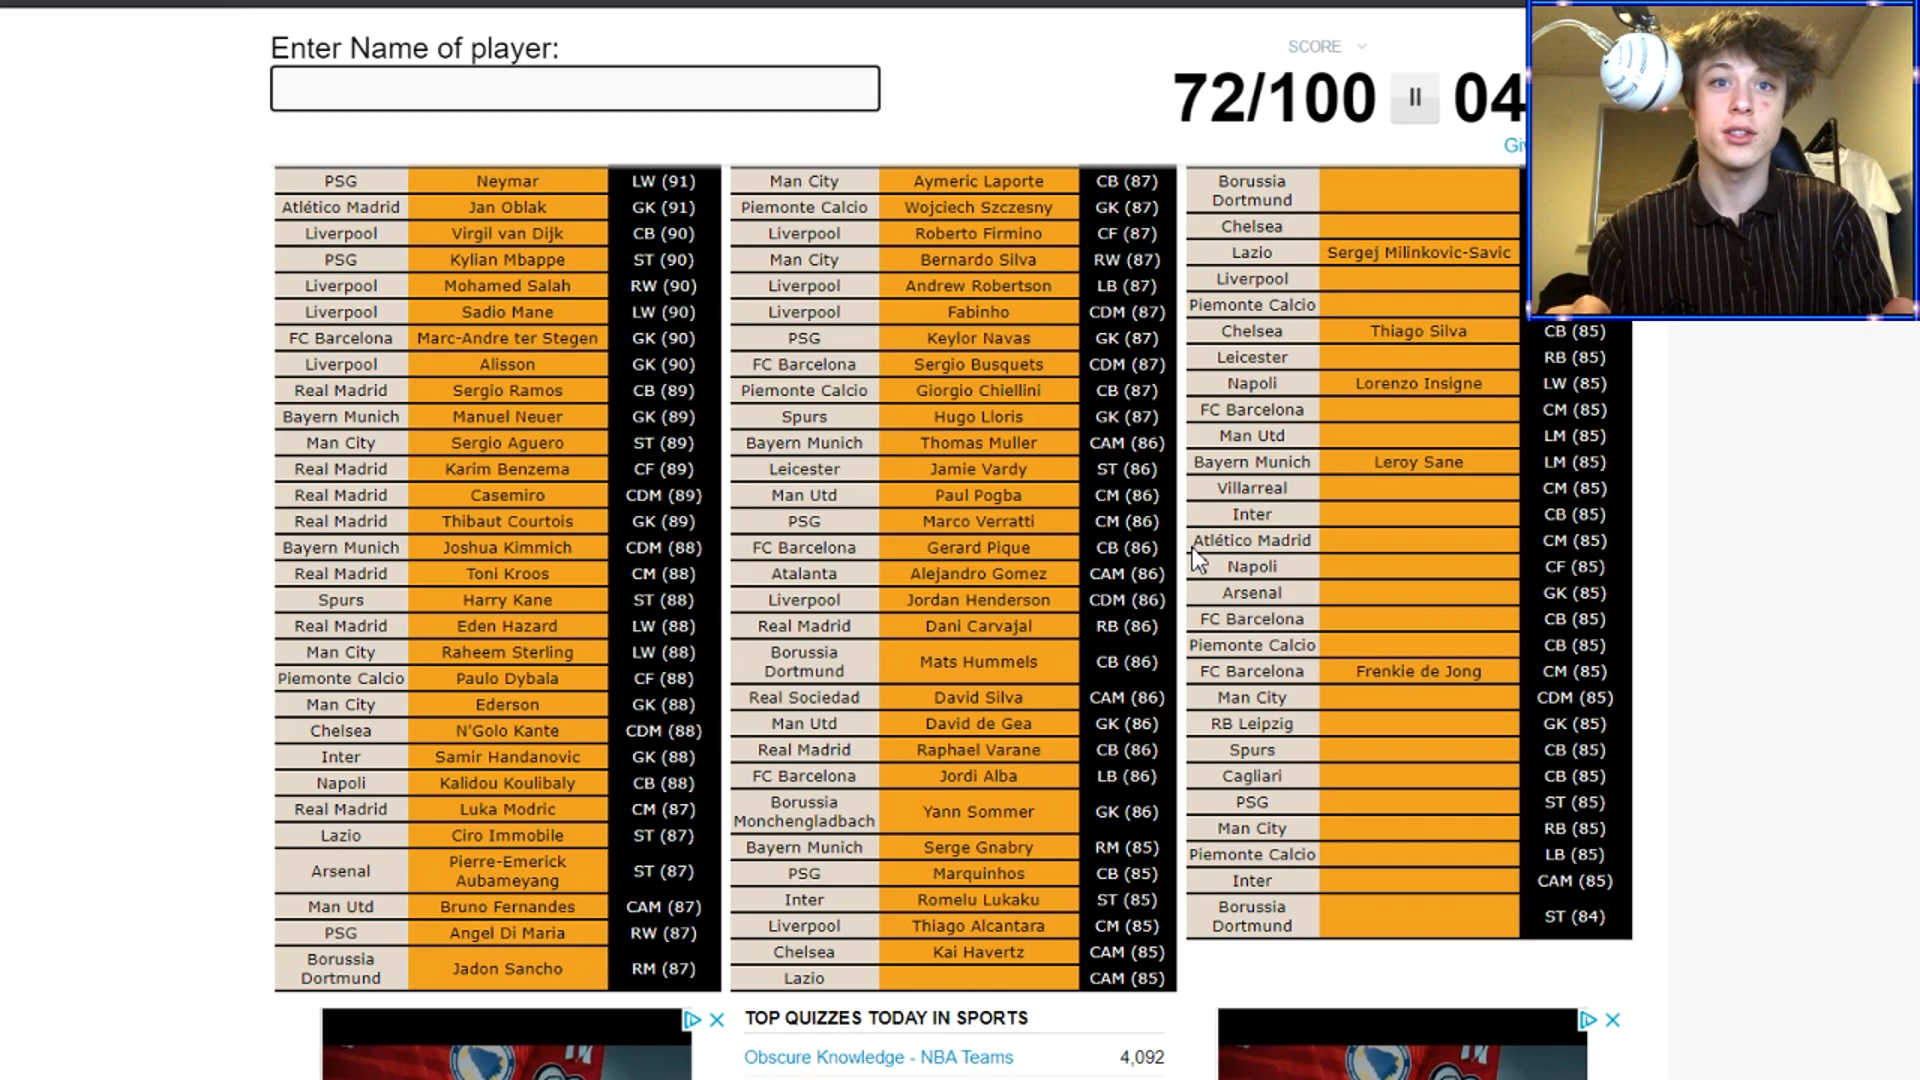 Enter Name of player:
SCORE
72/100 04
PSG Neymar LW (91)
Atlético Madrid Jan Oblak GK (91)
Liverpool Virgil van Dijk CB (90)
PSG Kylian Mbappe ST (90)
Liverpool Mohamed Salah RW (90)
Liverpool Sadio Mane LW (90)
FC Barcelona Marc-Andre ter Stegen GK (90)
Liverpool Alisson GK (90)
Real Madrid Sergio Ramos CB (89)
Bayern Munich Manuel Neuer GK (89)
Man City Sergio Aguero ST (89)
Real Madrid Karim Benzema CF (89)
Real Madrid Casemiro CDM (89)
Real Madrid Thibaut Courtois GK (89)
Bayern Munich Joshua Kimmich CDM (88)
Real Madrid Toni Kroos CM (88)
Spurs Harry Kane ST (88)
Real Madrid Eden Hazard LW (88)
Man City Raheem Sterling LW (88)
Piemonte Calcio Paulo Dybala CF (88)
Man City Ederson GK (88)
Chelsea N'Golo Kante CDM (88)
Inter Samir Handanovic GK (88)
Napoli Kalidou Koulibaly CB (88)
Real Madrid Luka Modric CM (87)
Lazio Ciro Immobile ST (87)
Arsenal Pierre-Emerick Aubameyang ST (87)
Man Utd Bruno Fernandes CAM (87)
PSG Angel Di Maria RW (87)
Borussia Dortmund Jadon Sancho RM (87)
Man City Aymeric Laporte CB (87)
Piemonte Calcio Wojciech Szczesny GK (87)
Liverpool Roberto Firmino CF (87)
Man City Bernardo Silva RW (87)
Liverpool Andrew Robertson LB (87)
Liverpool Fabinho CDM (87)
PSG Keylor Navas GK (87)
FC Barcelona Sergio Busquets CDM (87)
Piemonte Calcio Giorgio Chiellini CB (87)
Spurs Hugo Lloris GK (87)
Bayern Munich Thomas Muller CAM (86)
Leicester Jamie Vardy ST (86)
Man Utd Paul Pogba CM (86)
PSG Marco Verratti CM (86)
FC Barcelona Gerard Pique CB (86)
Atalanta Alejandro Gomez CAM (86)
Liverpool Jordan Henderson CDM (86)
Real Madrid Dani Carvajal RB (86)
Borussia Dortmund Mats Hummels CB (86)
Real Sociedad David Silva CAM (86)
Man Utd David de Gea GK (86)
Real Madrid Raphael Varane CB (86)
FC Barcelona Jordi Alba LB (86)
Borussia Monchengladbach Yann Sommer GK (86)
Bayern Munich Serge Gnabry RM (85)
PSG Marquinhos CB (85)
Inter Romelu Lukaku ST (85)
Liverpool Thiago Alcantara CM (85)
Chelsea Kai Havertz CAM (85)
Lazio CAM (85)
Borussia Dortmund
Chelsea
Lazio Sergej Milinkovic-Savic
Liverpool
Piemonte Calcio
Chelsea Thiago Silva CB (85)
Leicester RB (85)
Napoli Lorenzo Insigne LW (85)
FC Barcelona CM (85)
Man Utd LM (85)
Bayern Munich Leroy Sane LM (85)
Villarreal CM (85)
Inter CB (85)
Atlético Madrid CM (85)
Napoli CF (85)
Arsenal GK (85)
FC Barcelona CB (85)
Piemonte Calcio CB (85)
FC Barcelona Frenkie de Jong CM (85)
Man City CDM (85)
RB Leipzig GK (85)
Spurs CB (85)
Cagliari CB (85)
PSG ST (85)
Man City RB (85)
Piemonte Calcio LB (85)
Inter CAM (85)
Borussia Dortmund ST (84)
TOP QUIZZES TODAY IN SPORTS
Obscure Knowledge - NBA Teams 4,092